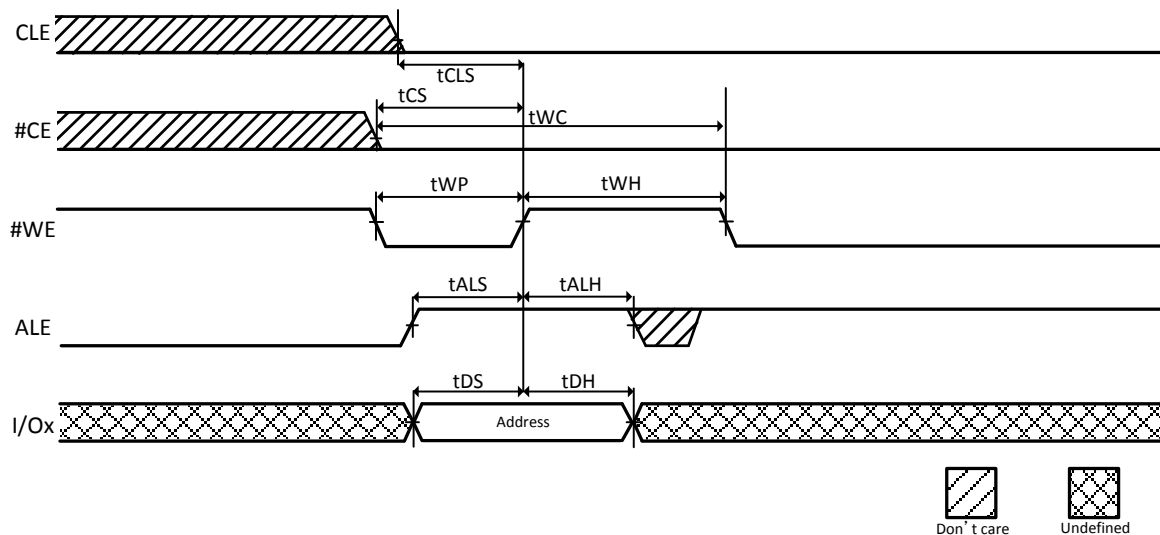 CLE
tCLS
tCS
#CE
tWC
tWP
tWH
#WE
tALS
tALH
ALE
tDS
tDH
I/Ox
Address
Don’t care
Undefined